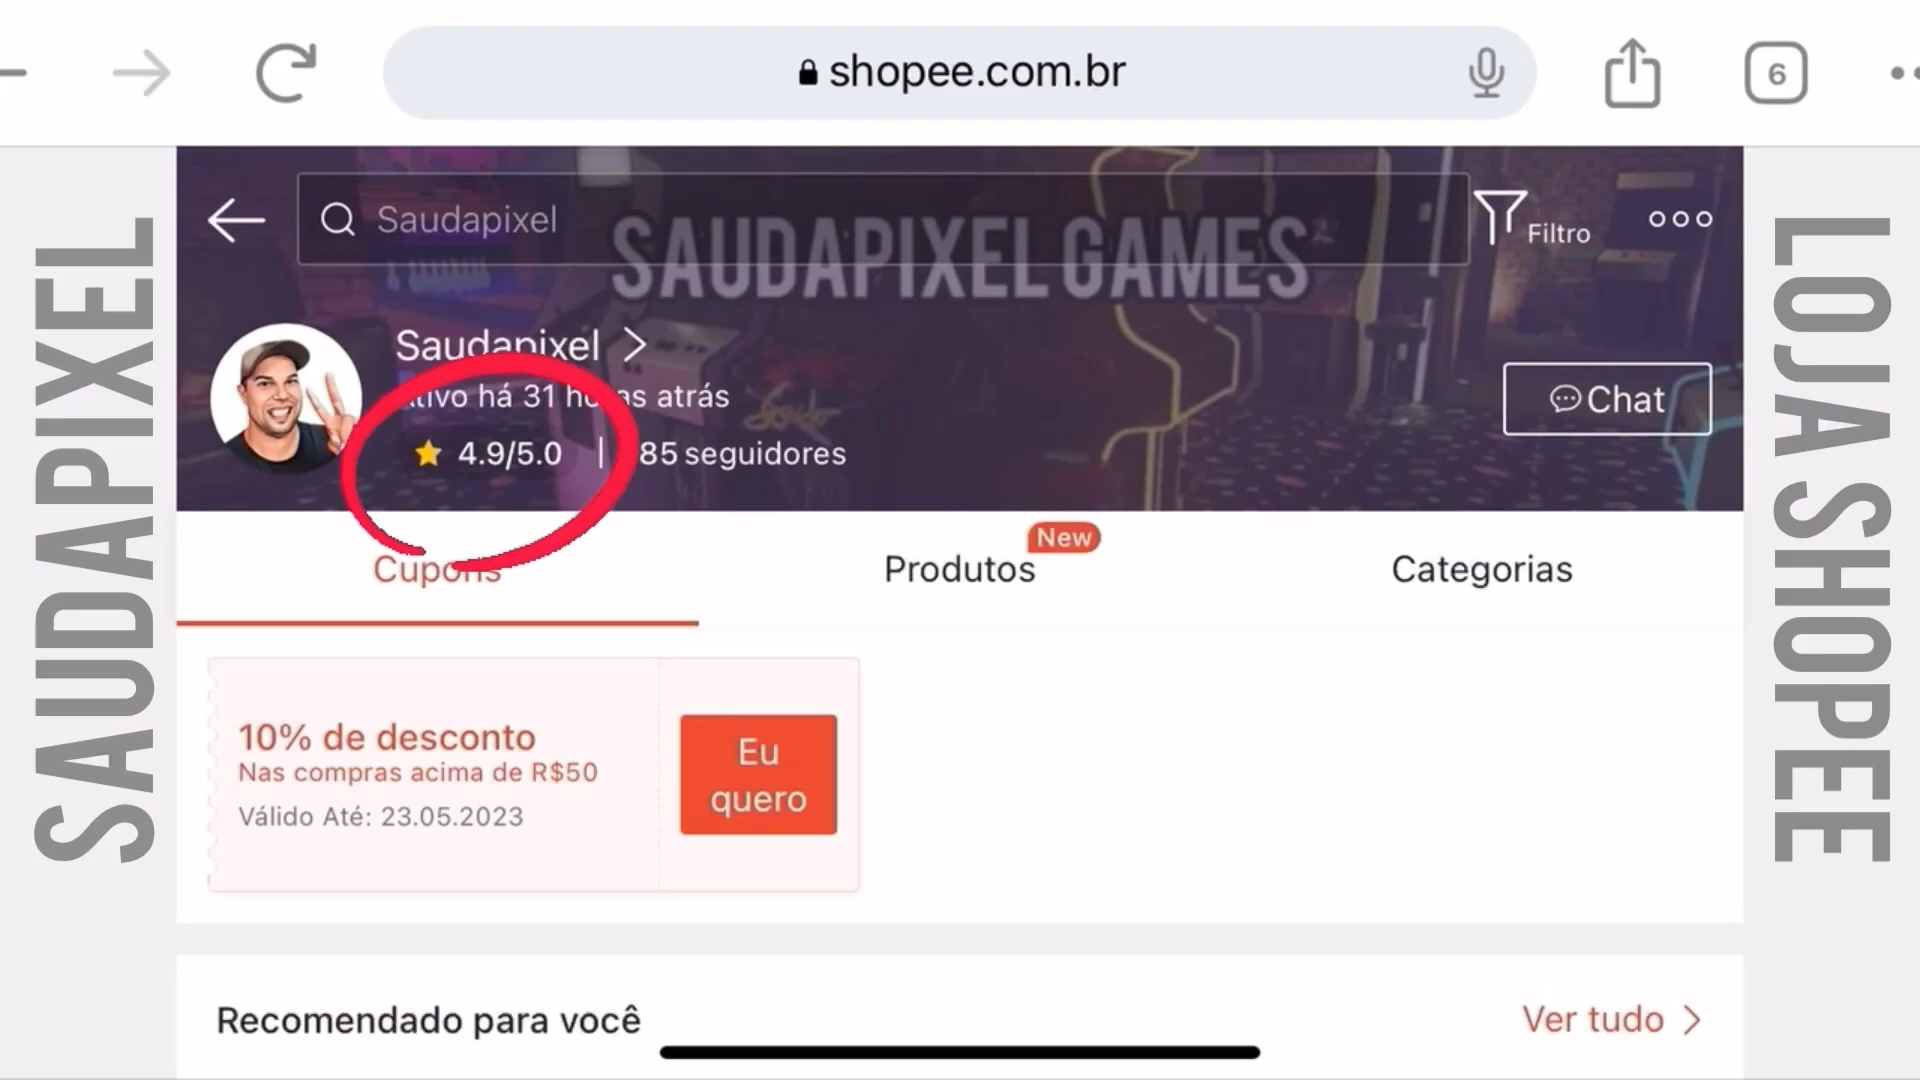 shopee.com.br
6
Saudapixel
Filtro
SAUDAPIXEL GAMES
Saudapixel
há 31 horas atrás
Chat
4.9/5.0 | 85 seguidores
Cupons
Produtos
New
Categorias
10% de desconto
Nas compras acima de R$50
Válido Até: 23.05.2023
Eu
quero
Recomendado para você
Ver tudo
SAUDAPIXEL
LOJA SHOPEE